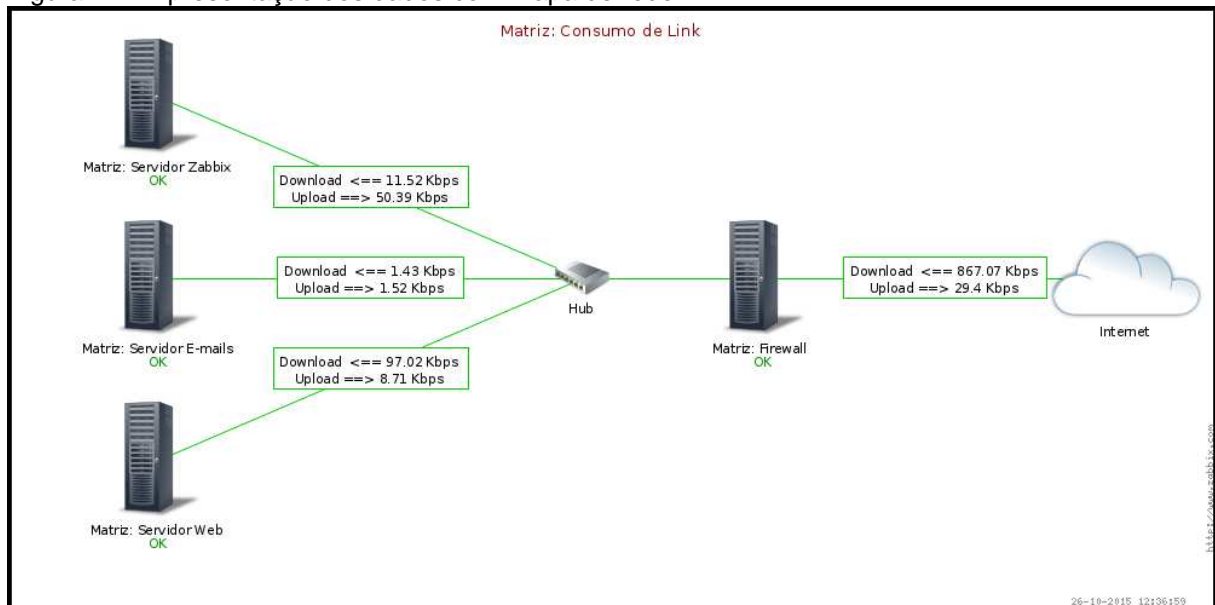 Matriz: Consumo de Link
Matriz: Servidor Zabbix
OK
Download <== 11.52 Kbps
Upload ==> 50.39 Kbps
Matriz: Servidor E-mails
OK
Download <== 1.43 Kbps
Upload ==> 1.52 Kbps
Hub
Matriz: Firewall
OK
Download <== 867.07 Kbps
Upload ==> 29.4 Kbps
Internet
Download <== 97.02 Kbps
Upload ==> 8.71 Kbps
Matriz: Servidor Web
OK
http://www.zabbix.com
26-10-2015 12:36:59